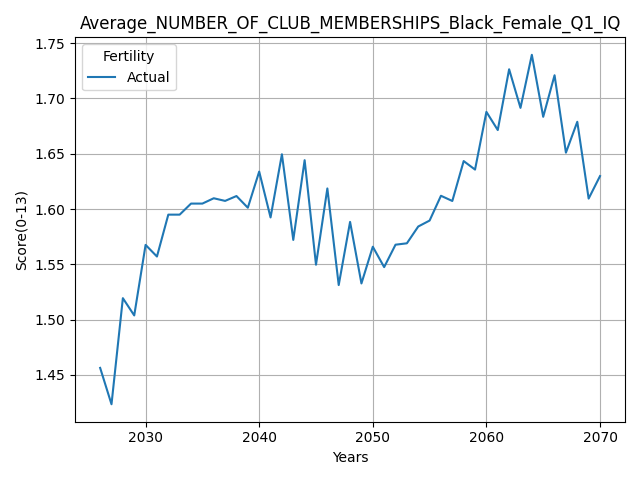 Average_NUMBER_OF_CLUB_MEMBERSHIPS_Black_Female_Q1_IQ
Fertility
Actual
1.75
1.70
1.65
1.60
1.55
1.50
1.45
Score(0-13)
2030 2040 2050 2060 2070
Years